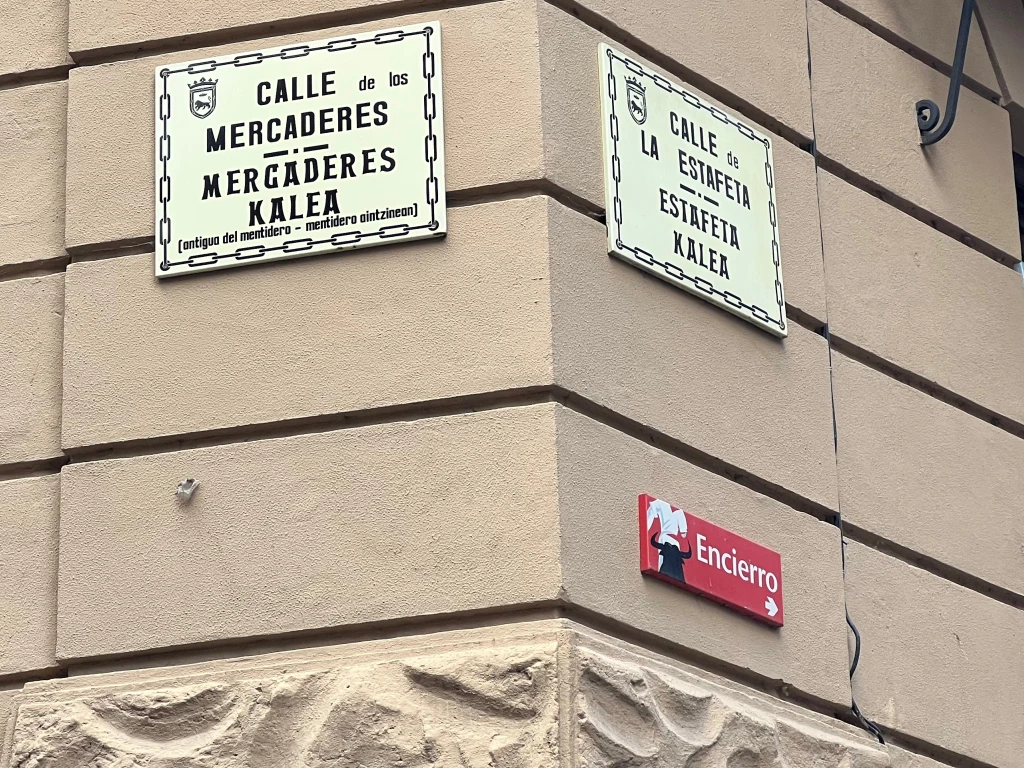 CALLE de los
MERCADERES
MERCADERES
KALEA
(antigua del mentidero - mentidero aintzinean)
CALLE de
LA ESTAFETA
ESTAFETA
KALEA
Encierro